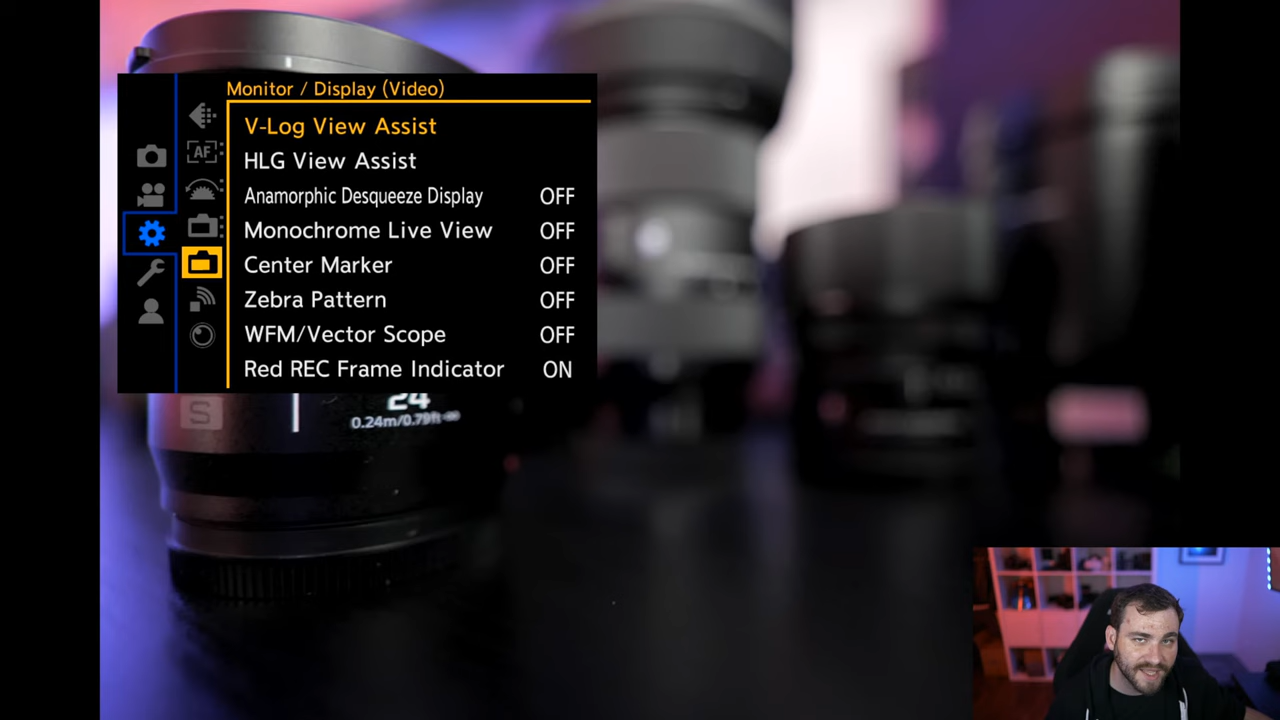 Monitor / Display (Video)
V-Log View Assist
HLG View Assist
Anamorphic Desqueeze Display OFF
Monochrome Live View OFF
Center Marker OFF
Zebra Pattern OFF
WFM/Vector Scope OFF
Red REC Frame Indicator ON
AF
S
24
0.24m/0.79ft-∞